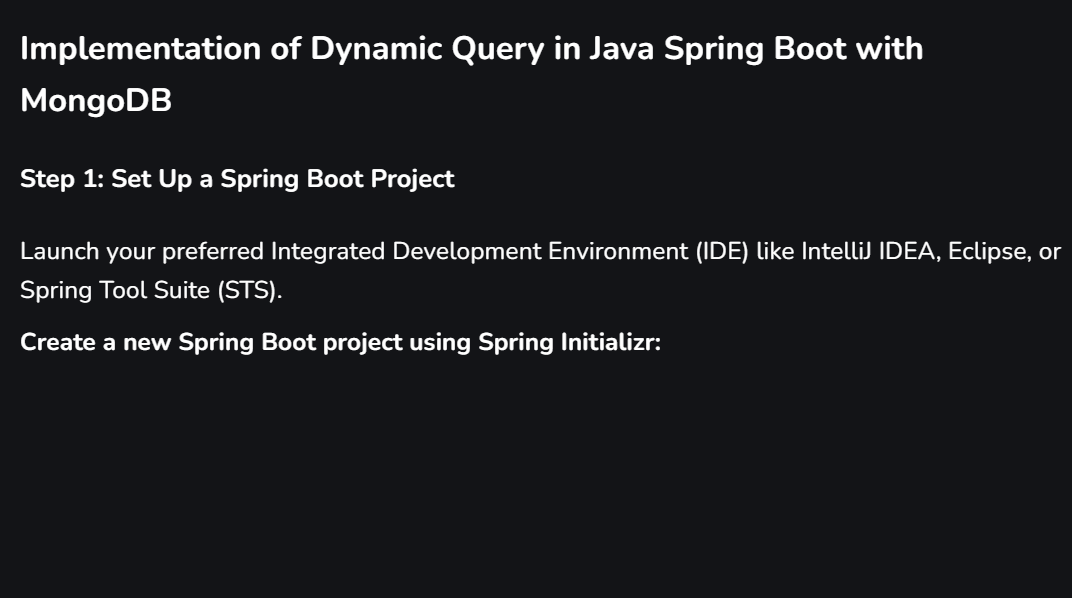 Implementation of Dynamic Query in Java Spring Boot with
MongoDB
Step 1: Set Up a Spring Boot Project
Launch your preferred Integrated Development Environment (IDE) like IntelliJ IDEA, Eclipse, or
Spring Tool Suite (STS).
Create a new Spring Boot project using Spring Initializr: